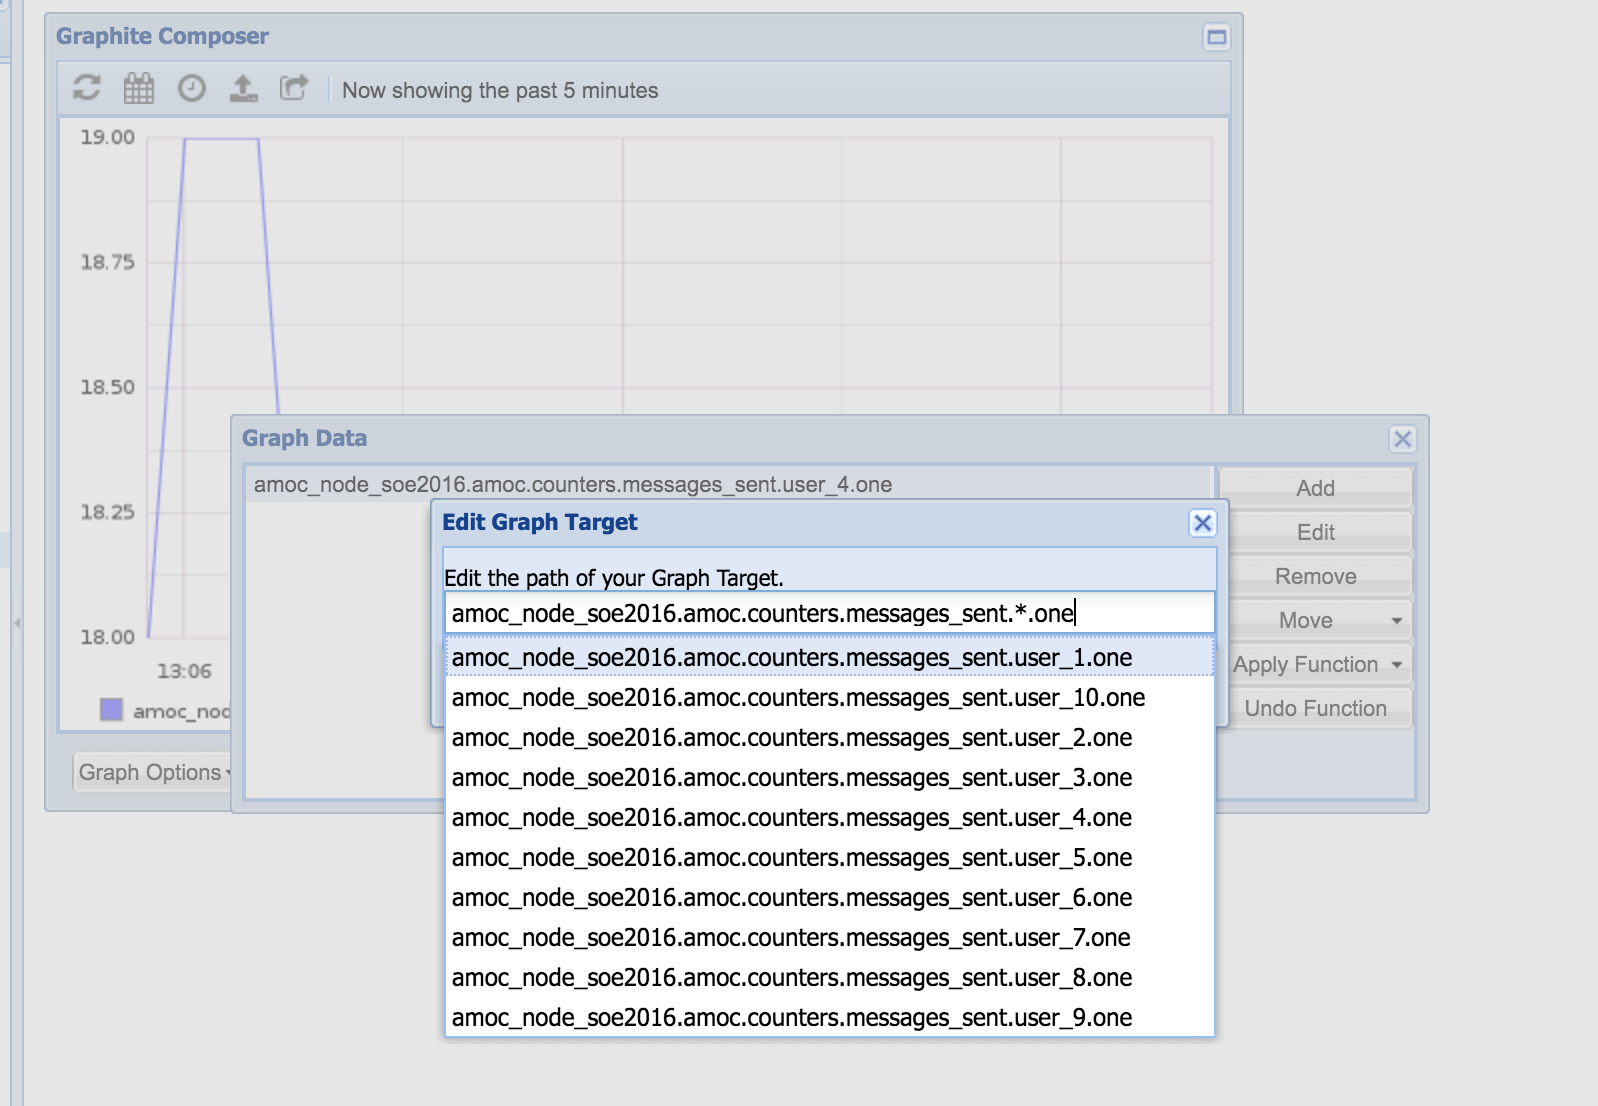 Graphite Composer
Now showing the past 5 minutes
19.00
18.75
18.50
18.25
18.00
13:06
amoc_nod
Graph Options
Graph Data
amoc_node_soe2016.amoc.counters.messages_sent.user_4.one
Add
Edit
Remove
Move
Apply Function
Undo Function
Edit Graph Target
Edit the path of your Graph Target.
amoc_node_soe2016.amoc.counters.messages_sent.*.one
amoc_node_soe2016.amoc.counters.messages_sent.user_1.one
amoc_node_soe2016.amoc.counters.messages_sent.user_10.one
amoc_node_soe2016.amoc.counters.messages_sent.user_2.one
amoc_node_soe2016.amoc.counters.messages_sent.user_3.one
amoc_node_soe2016.amoc.counters.messages_sent.user_4.one
amoc_node_soe2016.amoc.counters.messages_sent.user_5.one
amoc_node_soe2016.amoc.counters.messages_sent.user_6.one
amoc_node_soe2016.amoc.counters.messages_sent.user_7.one
amoc_node_soe2016.amoc.counters.messages_sent.user_8.one
amoc_node_soe2016.amoc.counters.messages_sent.user_9.one